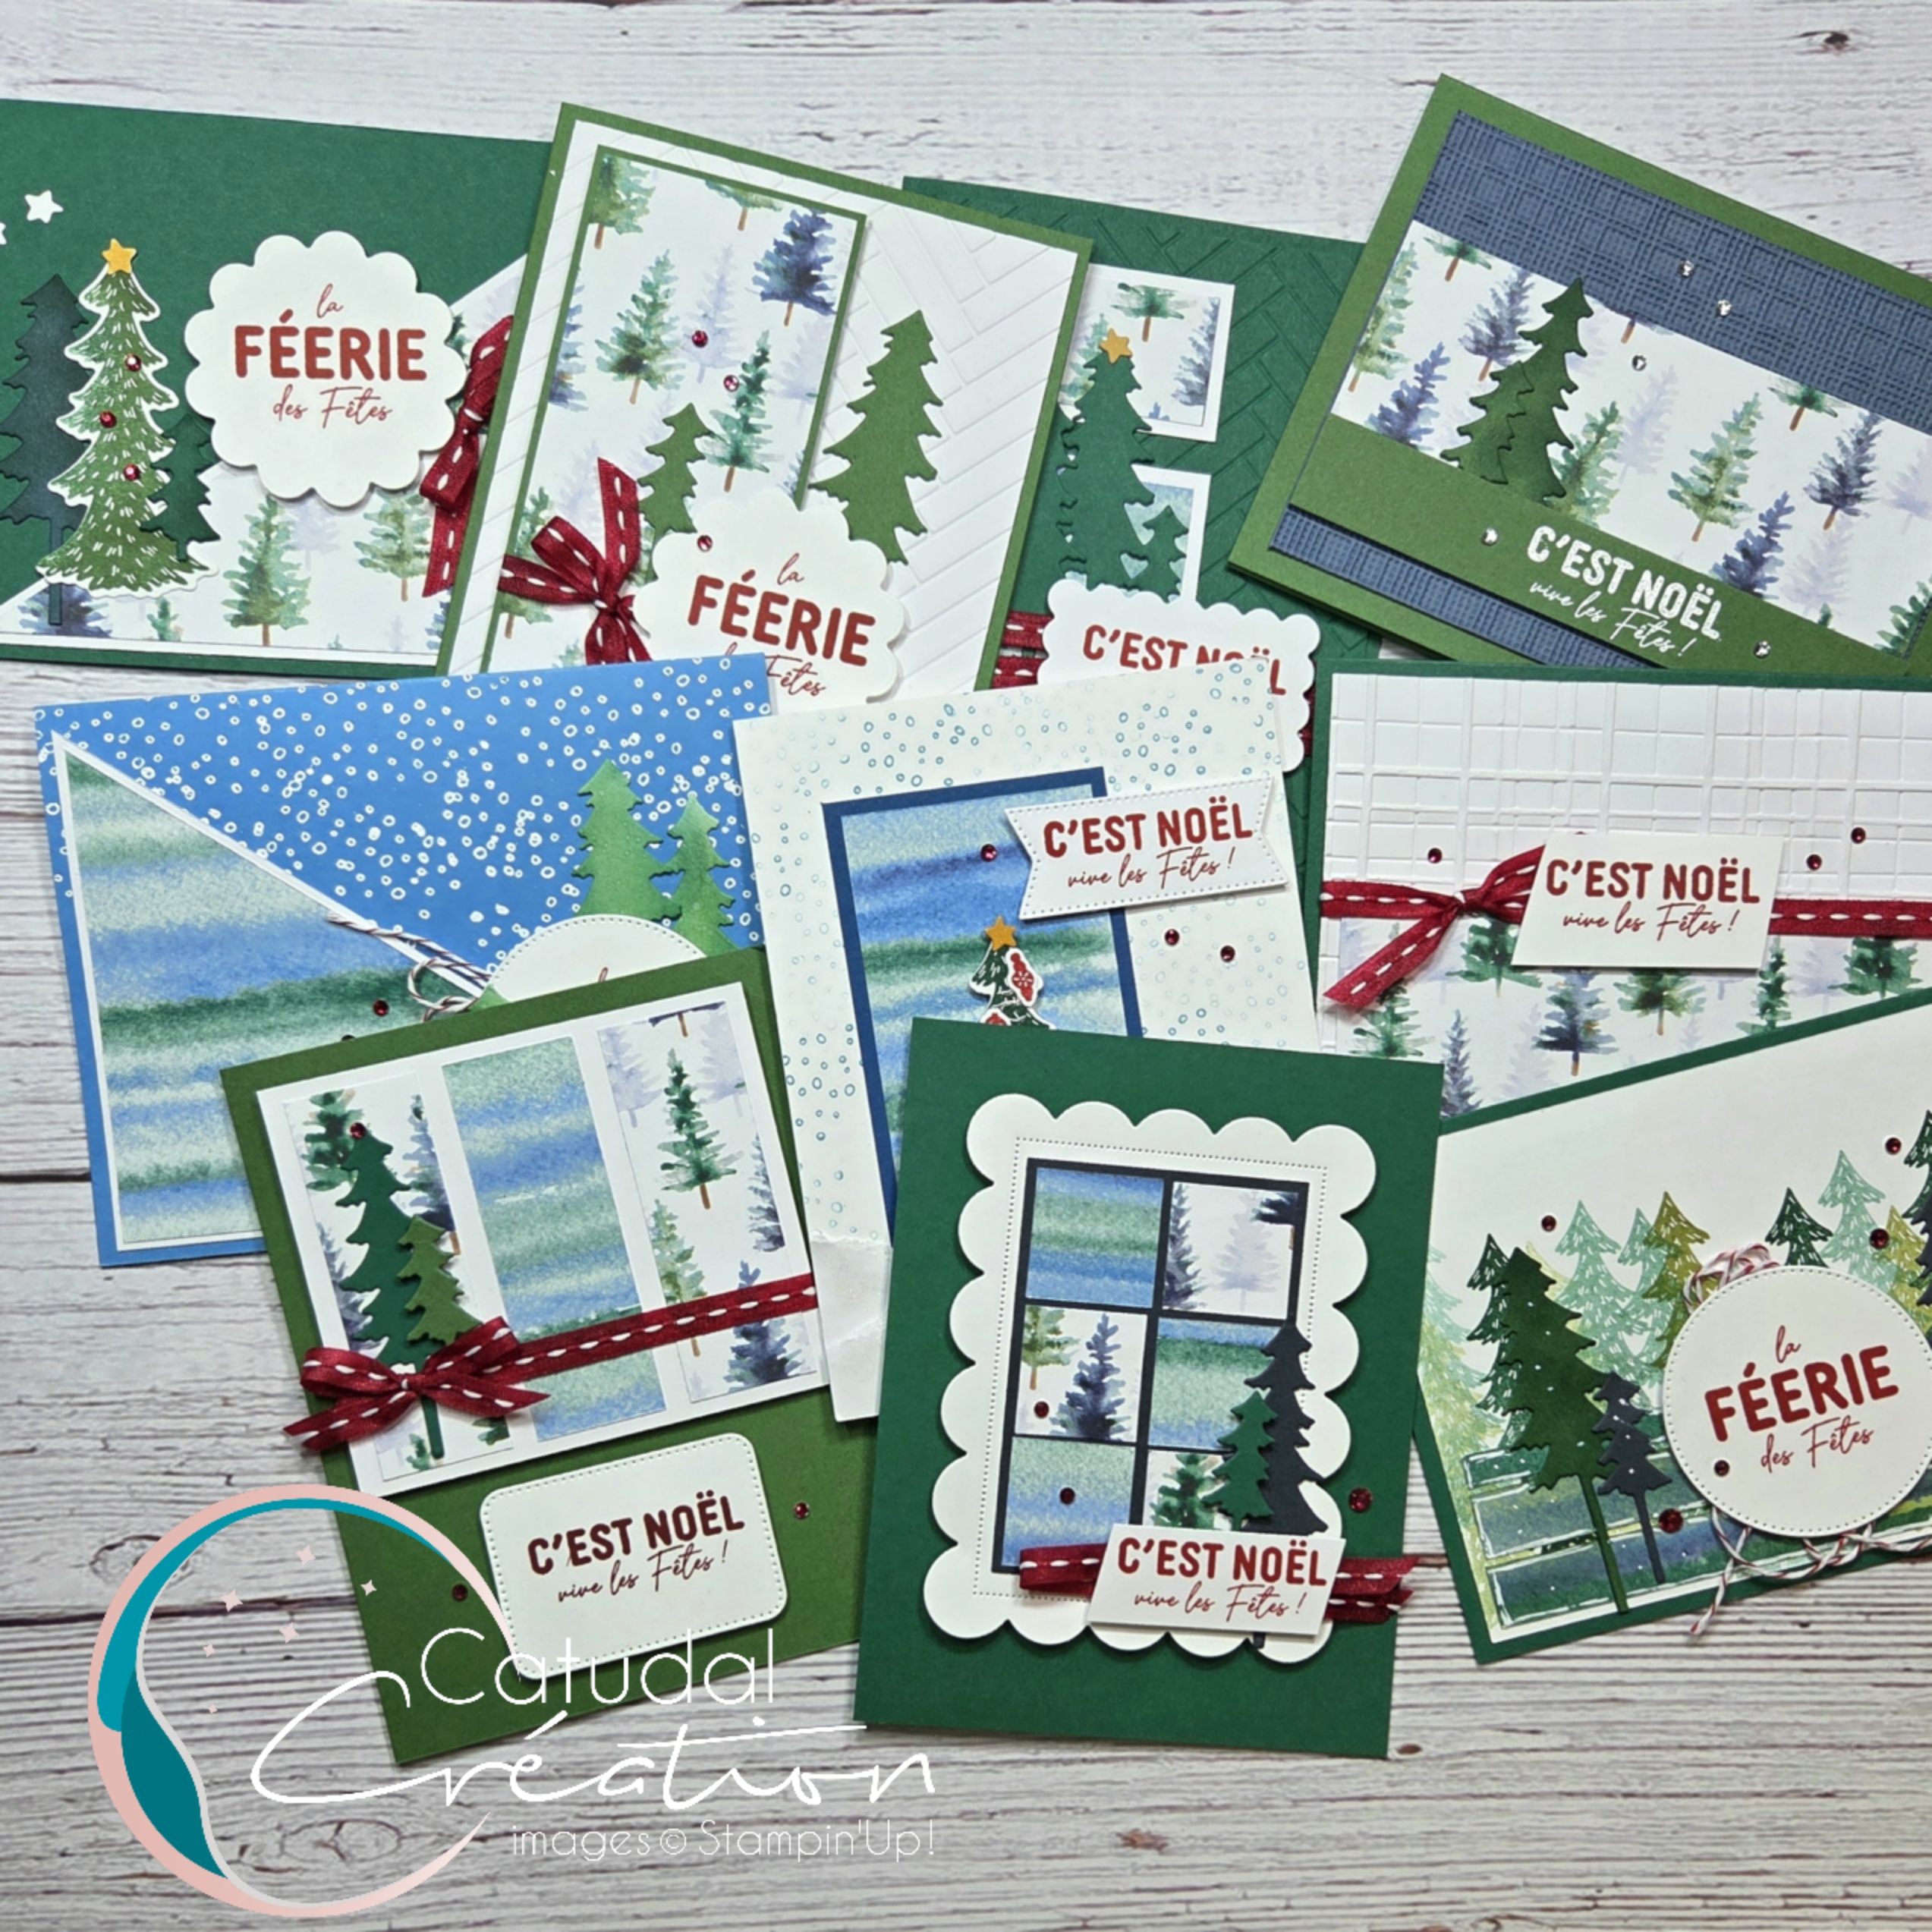 la
FÉERIE
des Fêtes
la
FÉERIE
Fêtes
C'EST NOËL
C'EST NOËL
vive les Fêtes !
C'EST NOËL
vive les Fêtes !
C'EST NOËL
vive les Fêtes !
la
FÉERIE
des Fêtes
C'EST NOËL
vive les Fêtes !
C'EST NOËL
vive les Fêtes !
Catudal
Création
images © Stampin'Up!